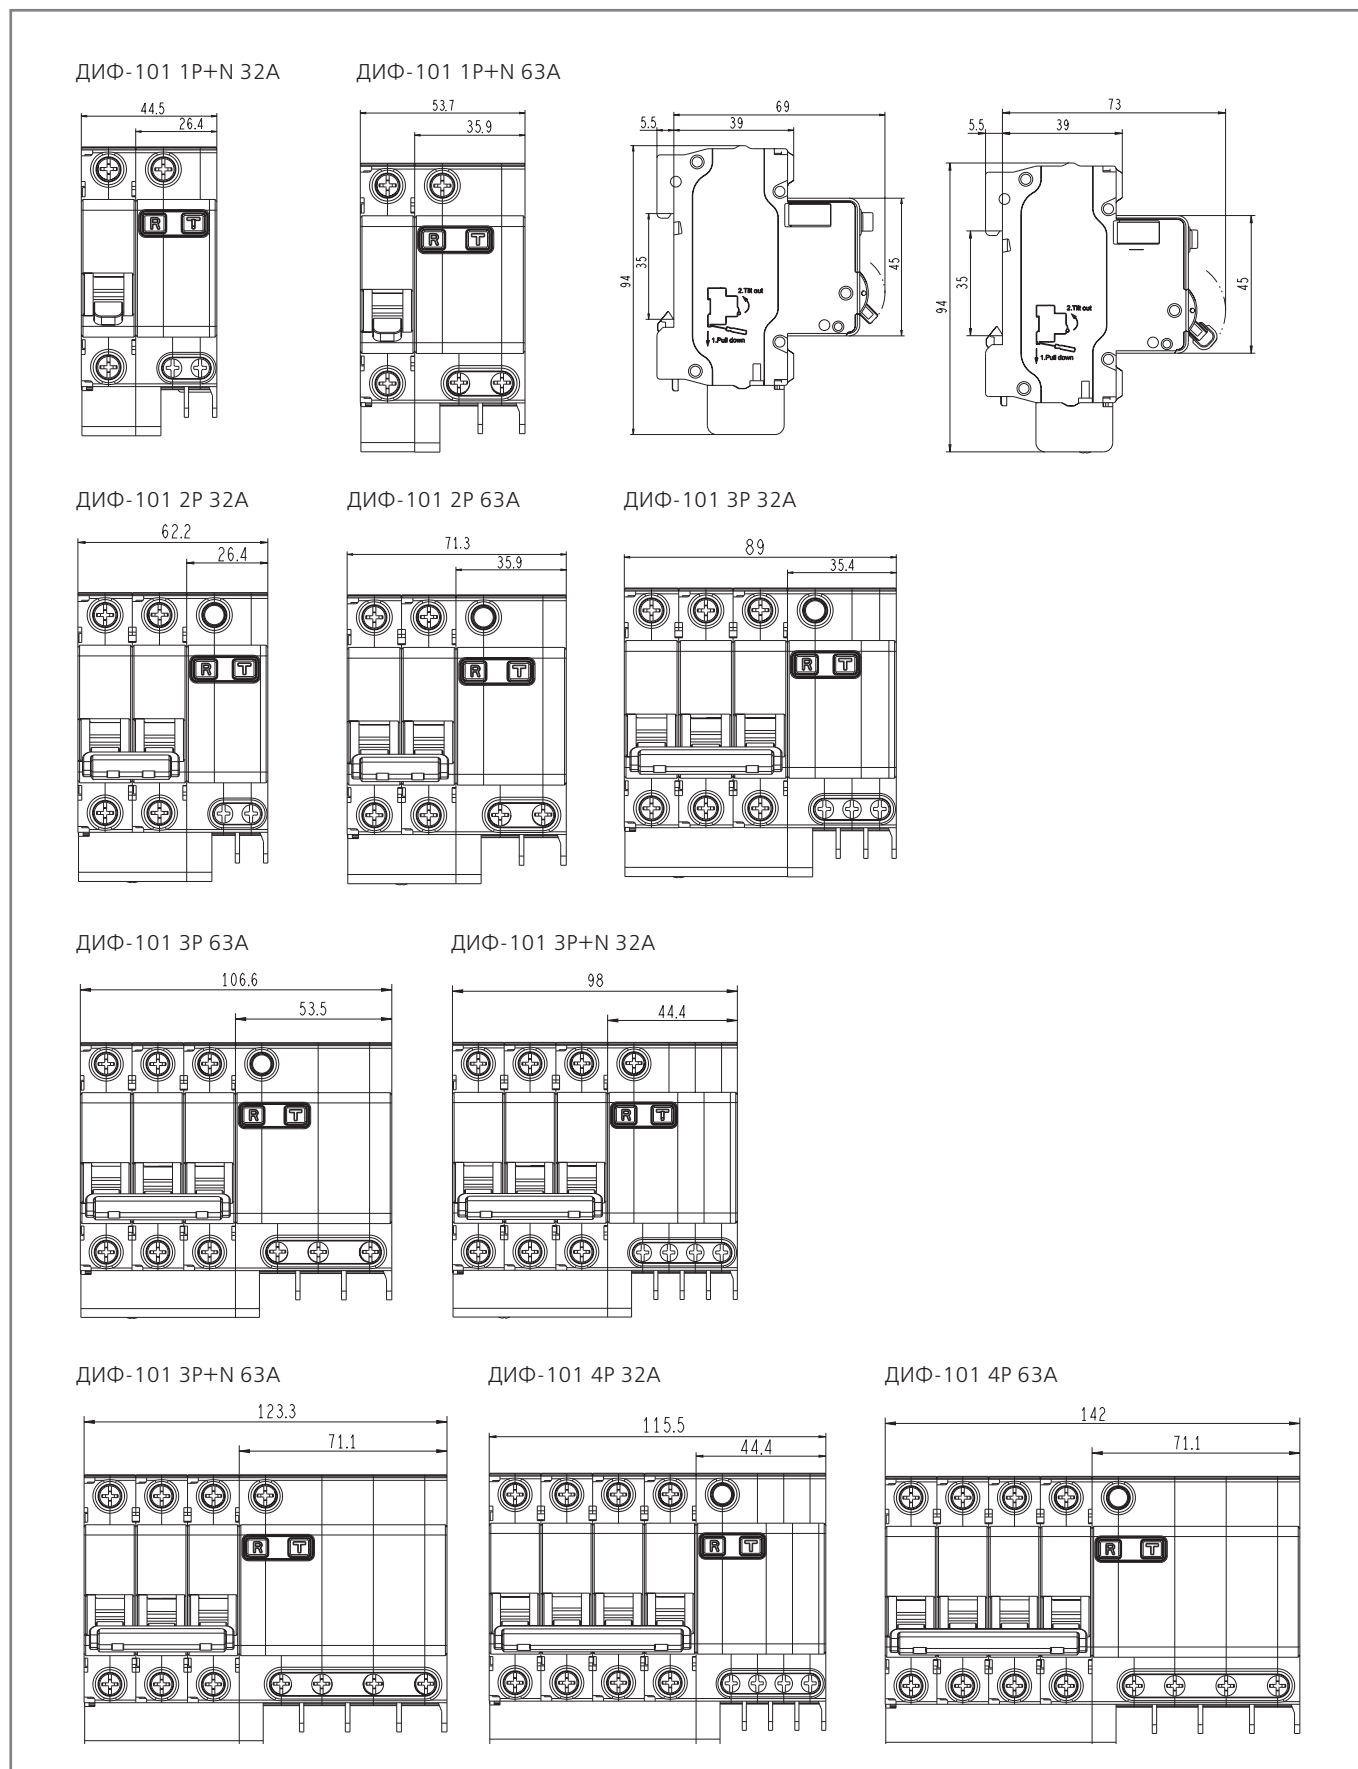 ДИФ-101 1P+N 32A
ДИФ-101 1P+N 63A
44.5
26.4
R T
53.7
35.9
R T
69
5.5
39
94
35
45
2.Tilt out
1.Pull down
73
5.5
39
94
35
45
2.Tilt out
1.Pull down
ДИФ-101 2P 32A
ДИФ-101 2P 63A
ДИФ-101 3P 32A
62.2
26.4
R T
71.3
35.9
R T
89
35.4
R T
ДИФ-101 3P 63A
ДИФ-101 3P+N 32A
106.6
53.5
R T
98
44.4
R T
ДИФ-101 3P+N 63A
ДИФ-101 4P 32A
ДИФ-101 4P 63A
123.3
71.1
R T
115.5
44.4
R T
142
71.1
R T